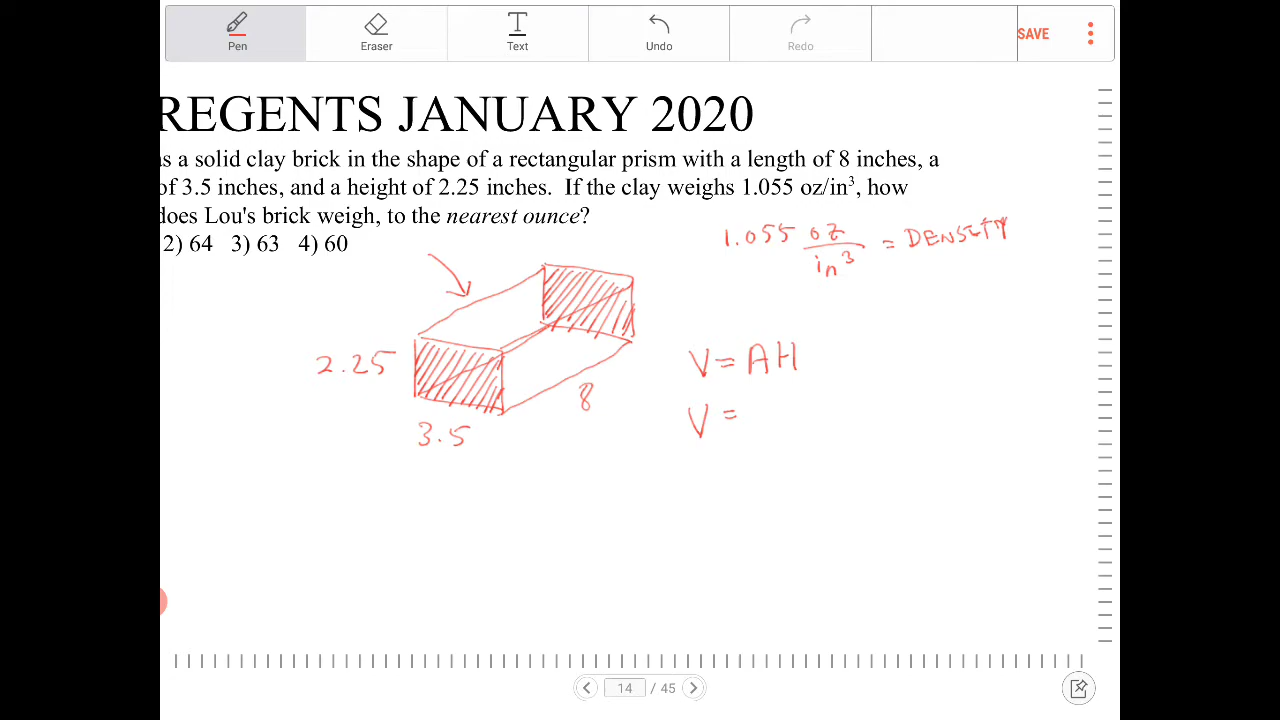 Pen
Eraser
Text
Undo
Redo
SAVE
REGENTS JANUARY 2020
s a solid clay brick in the shape of a rectangular prism with a length of 8 inches, a
of 3.5 inches, and a height of 2.25 inches. If the clay weighs 1.055 oz/in³, how
does Lou's brick weigh, to the nearest ounce?
2) 64 3) 63 4) 60
1.055 oz/in³ = DENSITY
2.25
3.5
8
V = AH
V =
14 / 45